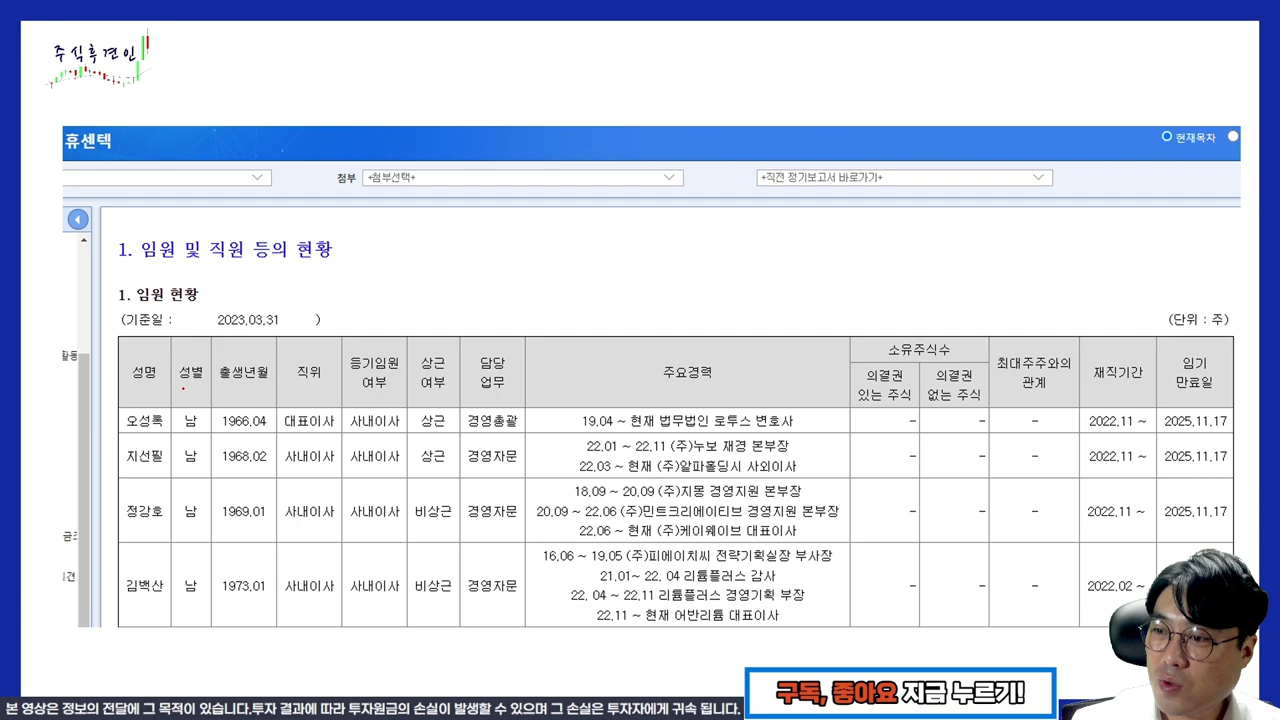 주식후견인
휴센텍
현재목차
첨부 +첨부선택+ +직전 정기보고서 바로가기+
1. 임원 및 직원 등의 현황
1. 임원 현황
(기준일 : 2023.03.31 ) (단위 : 주)
성명 성별 출생년월 직위 등기임원 여부 상근 여부 담당 업무 주요경력 소유주식수 최대주주와의 관계 재직기간 임기 만료일
의결권 있는 주식 의결권 없는 주식
오성록 남 1966.04 대표이사 사내이사 상근 경영총괄 19.04 ~ 현재 법무법인 로투스 변호사 - - - 2022.11 ~ 2025.11.17
지선필 남 1968.02 사내이사 사내이사 상근 경영자문 22.01 ~ 22.11 (주)누보 재경 본부장
22.03 ~ 현재 (주)알파홀딩시 사외이사 - - - 2022.11 ~ 2025.11.17
정강호 남 1969.01 사내이사 사내이사 비상근 경영자문 18.09 ~ 20.09 (주)지몽 경영지원 본부장
20.09 ~ 22.06 (주)민트크리에이티브 경영지원 본부장
22.06 ~ 현재 (주)케이웨이브 대표이사 - - - 2022.11 ~ 2025.11.17
김백산 남 1973.01 사내이사 사내이사 비상근 경영자문 16.06 ~ 19.05 (주)피에이치씨 전략기획실장 부사장
21.01~ 22. 04 리튬플러스 감사
22. 04 ~ 22.11 리튬플러스 경영기획 부장
22.11 ~ 현재 어반리튬 대표이사 - - - 2022.02 ~
구독, 좋아요 지금 누르기!
본 영상은 정보의 전달에 그 목적이 있습니다.투자 결과에 따라 투자원금의 손실이 발생할 수 있으며 그 손실은 투자자에게 귀속 됩니다.